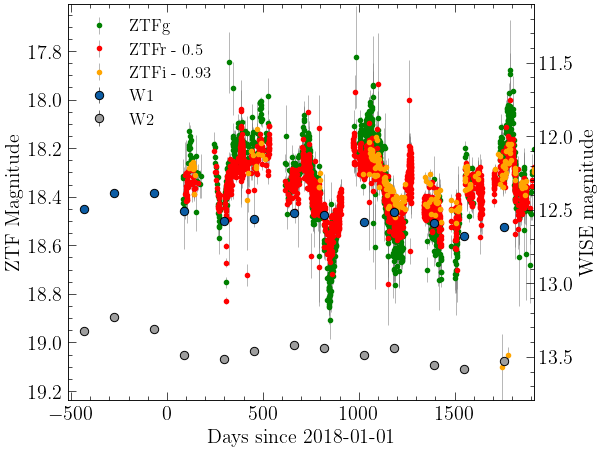 ZTFg
ZTFr - 0.5
ZTFi - 0.93
W1
W2
17.8
18.0
18.2
18.4
18.6
18.8
19.0
19.2
ZTF Magnitude
11.5
12.0
12.5
13.0
13.5
WISE magnitude
−500 0 500 1000 1500
Days since 2018-01-01